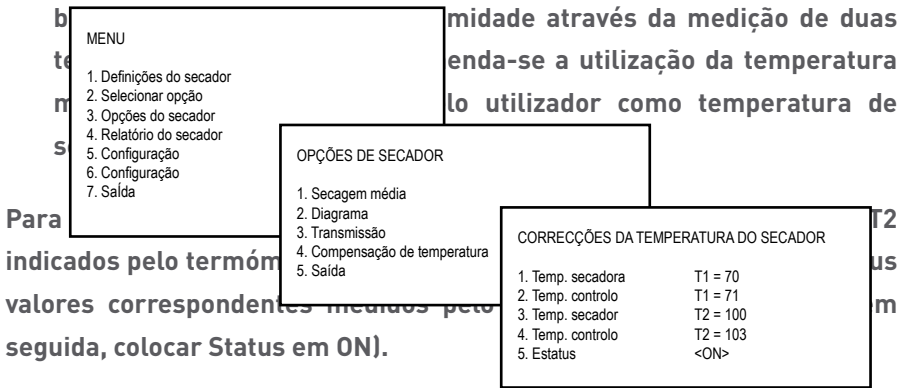 b
midade através da medição de duas
te
enda-se a utilização da temperatura
m
lo utilizador como temperatura de
s
MENU
1. Definições do secador
2. Selecionar opção
3. Opções do secador
4. Relatório do secador
5. Configuração
6. Configuração
7. Saída
OPÇÕES DE SECADOR
1. Secagem média
2. Diagrama
3. Transmissão
4. Compensação de temperatura
5. Saída
Para
T2
indicados pelo termóm
us
valores correspondentes medidos pelo
em
seguida, colocar Status em ON).
CORRECÇÕES DA TEMPERATURA DO SECADOR
1. Temp. secadora T1 = 70
2. Temp. controlo T1 = 71
3. Temp. secador T2 = 100
4. Temp. controlo T2 = 103
5. Estatus <ON>